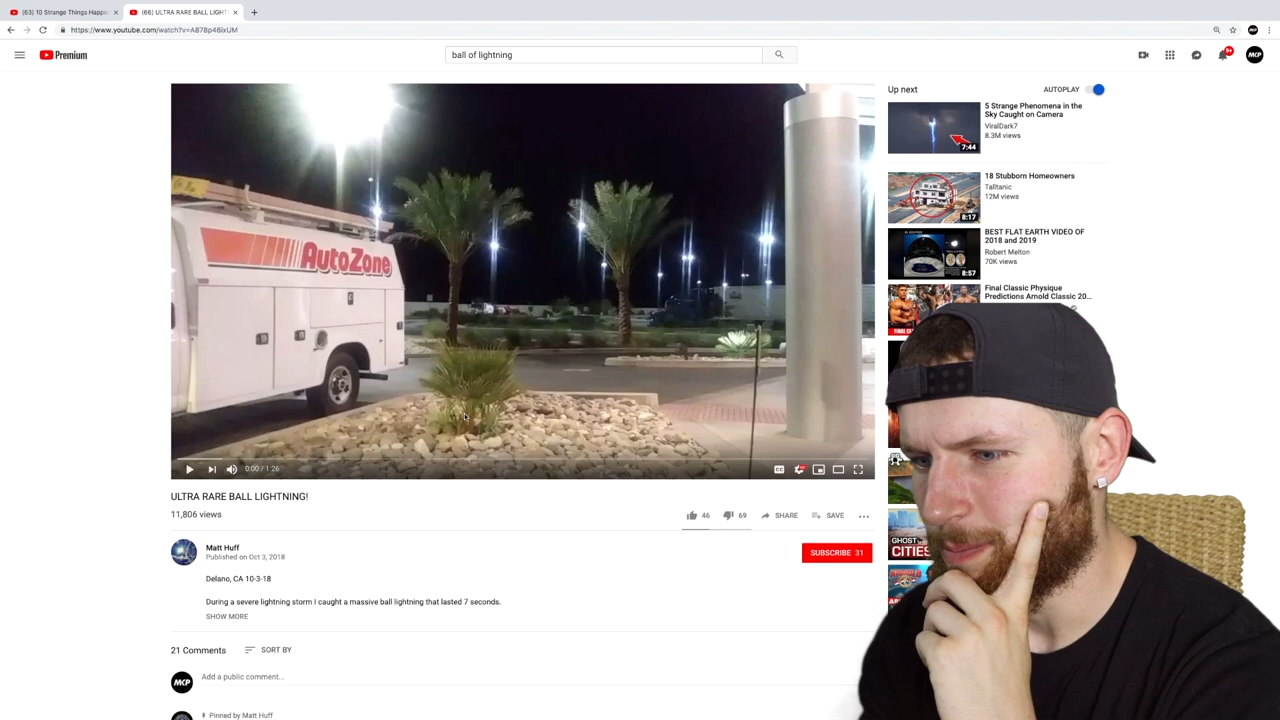 (63) 10 Strange Things Happe
(66) ULTRA RARE BALL LIGHT
https://www.youtube.com/watch?v=A878p46ixUM
Premium
ball of lightning
9+
MKP
AutoZone
0:00 / 1:26
CC
ULTRA RARE BALL LIGHTNING!
11,806 views
46
69
SHARE
SAVE
Matt Huff
Published on Oct 3, 2018
SUBSCRIBE 31
Delano, CA 10-3-18
During a severe lightning storm I caught a massive ball lightning that lasted 7 seconds.
SHOW MORE
21 Comments
SORT BY
MKP
Add a public comment...
Pinned by Matt Huff
Up next
AUTOPLAY
7:44
5 Strange Phenomena in the
Sky Caught on Camera
ViralDark7
8.3M views
8:17
18 Stubborn Homeowners
Talltanic
12M views
8:57
BEST FLAT EARTH VIDEO OF
2018 and 2019
Robert Melton
70K views
Final Classic Physique
Predictions Arnold Classic 20...
GHOST
CITIES